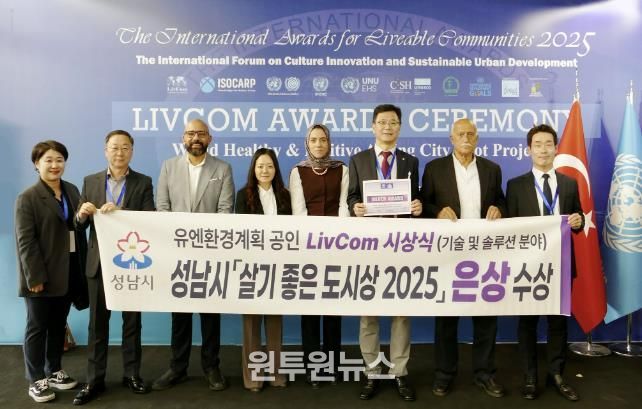 The International Awards for Liveable Communities 2025
The International Forum on Culture Innovation and Sustainable Urban Development
LivCom
ISOCARP
UNU
EHS
LIVCOM AWARDS CEREMONY
유엔환경계획 공인 LivCom 시상식 (기술 및 솔루션 분야)
성남시 「살기 좋은 도시상 2025」 은상 수상
성남시
원투원뉴스